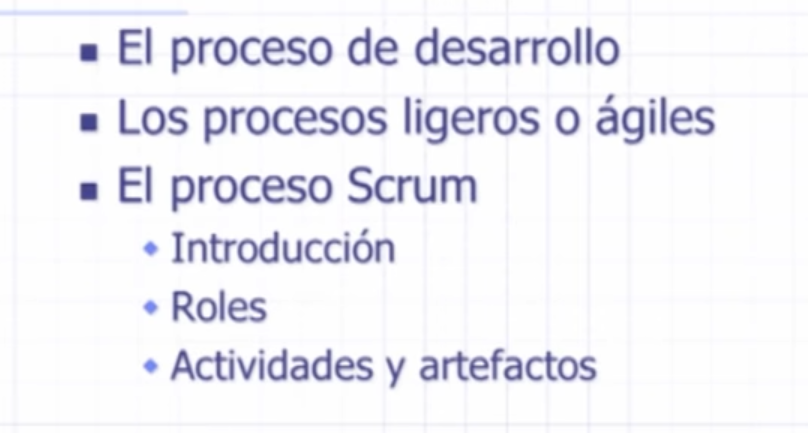 El proceso de desarrollo
Los procesos ligeros o ágiles
El proceso Scrum
Introducción
Roles
Actividades y artefactos